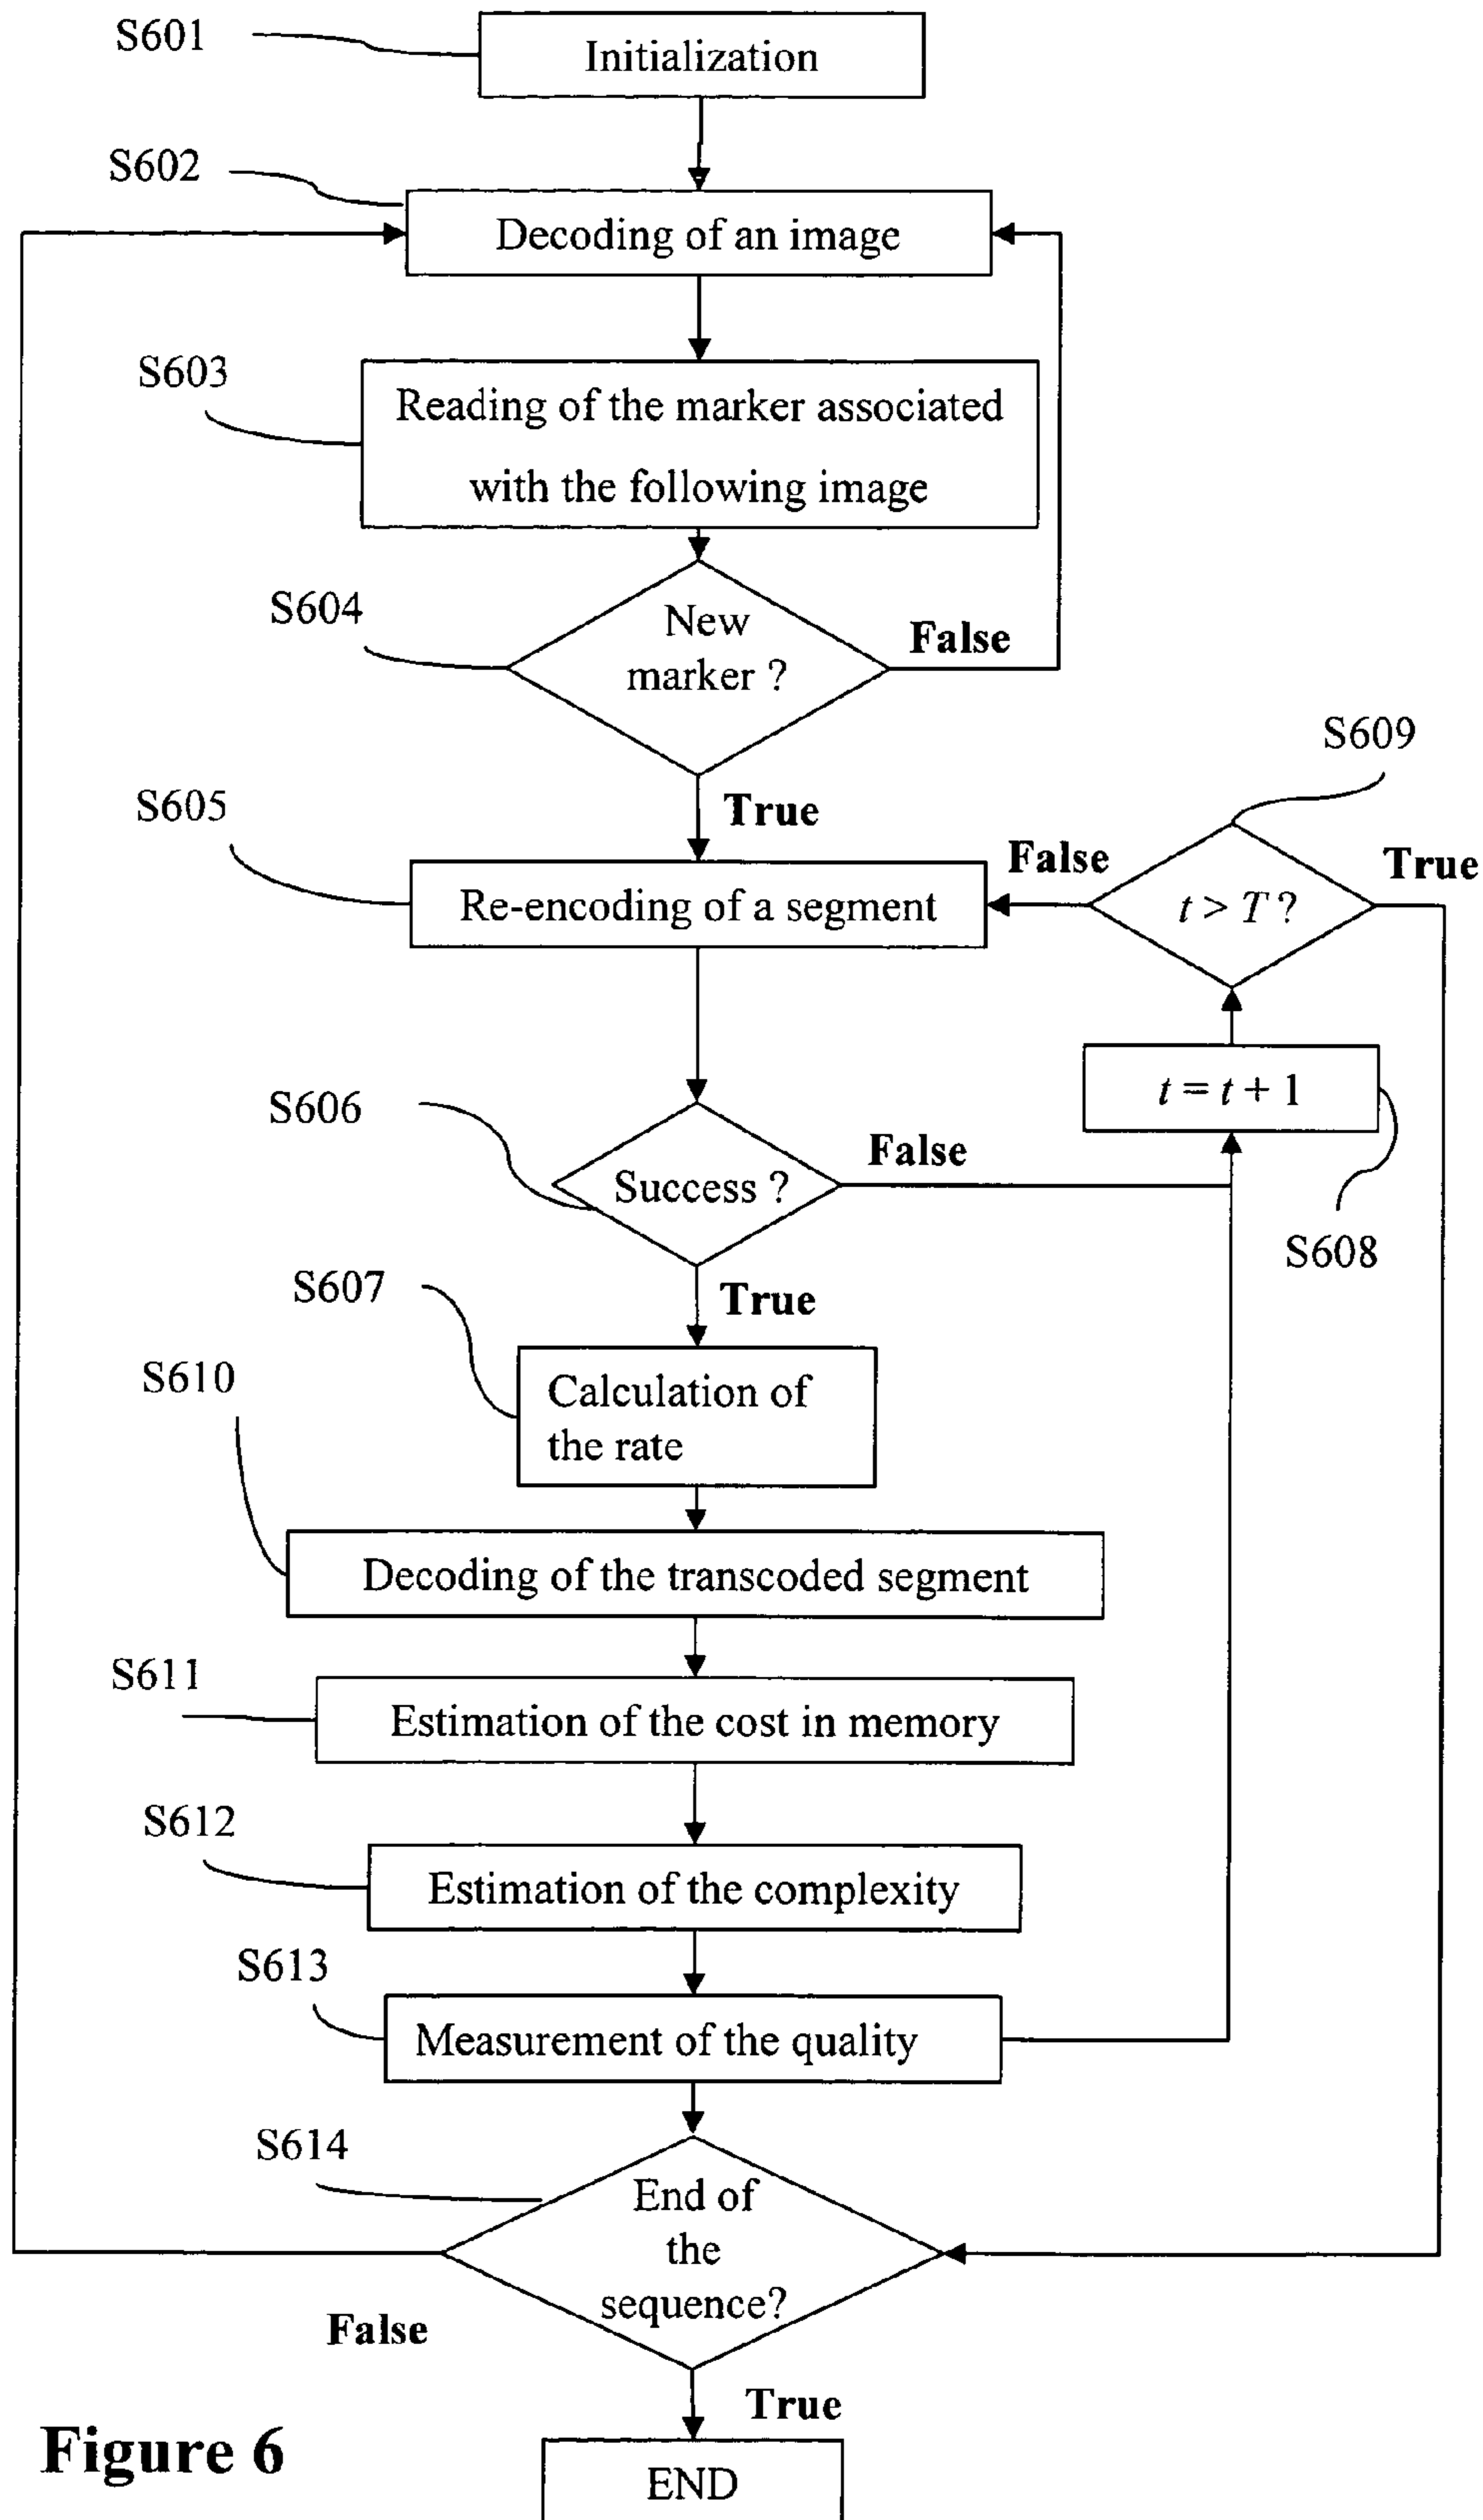 S601
Initialization
S602
Decoding of an image
S603
Reading of the marker associated
with the following image
S604
New
marker ?
False
S609
True
S605
Re-encoding of a segment
False
t > T ?
True
t = t + 1
S606
Success ?
False
S608
S607
True
Calculation of
the rate
S610
Decoding of the transcoded segment
S611
Estimation of the cost in memory
S612
Estimation of the complexity
S613
Measurement of the quality
S614
End of
the
sequence?
False
True
Figure 6
END